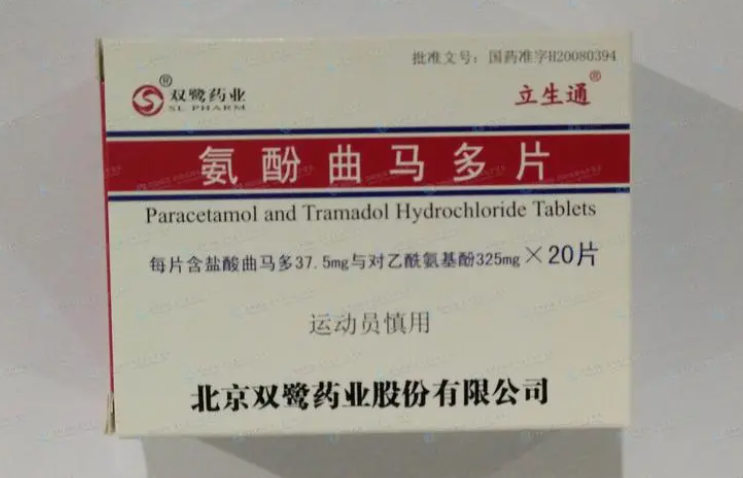 批准文号：国药准字H20080394
®双鹭药业
SL PHARM
立生通®
氨酚曲马多片
Paracetamol and Tramadol Hydrochloride Tablets
每片含盐酸曲马多37.5mg与对乙酰氨基酚325mg×20片
运动员慎用
北京双鹭药业股份有限公司